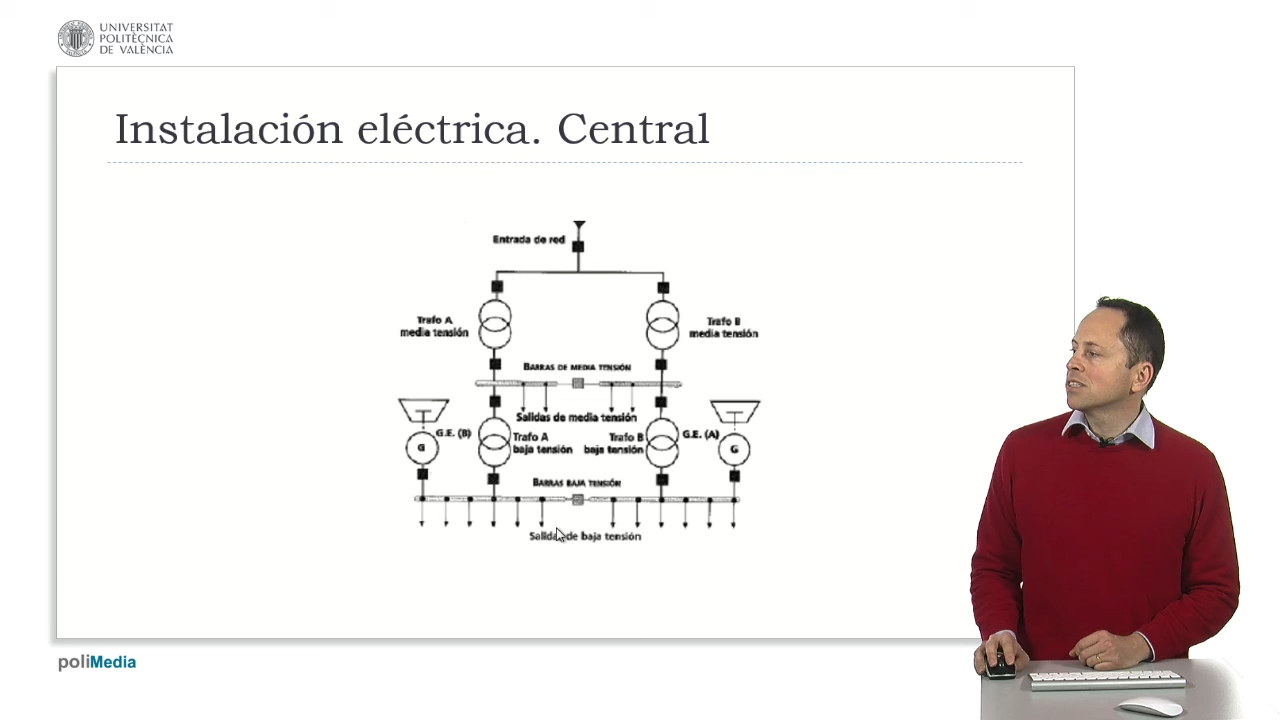 UNIVERSITAT
POLITÈCNICA
DE VALÈNCIA
Instalación eléctrica. Central
Entrada de red
Trafo A
media tensión
Trafo B
media tensión
BARRAS DE MEDIA TENSIÓN
Salidas de media tensión
G.E. (B)
Trafo A
baja tensión
Trafo B
baja tensión
G.E. (A)
G
G
BARRAS BAJA TENSIÓN
Salidas de baja tensión
poliMedia